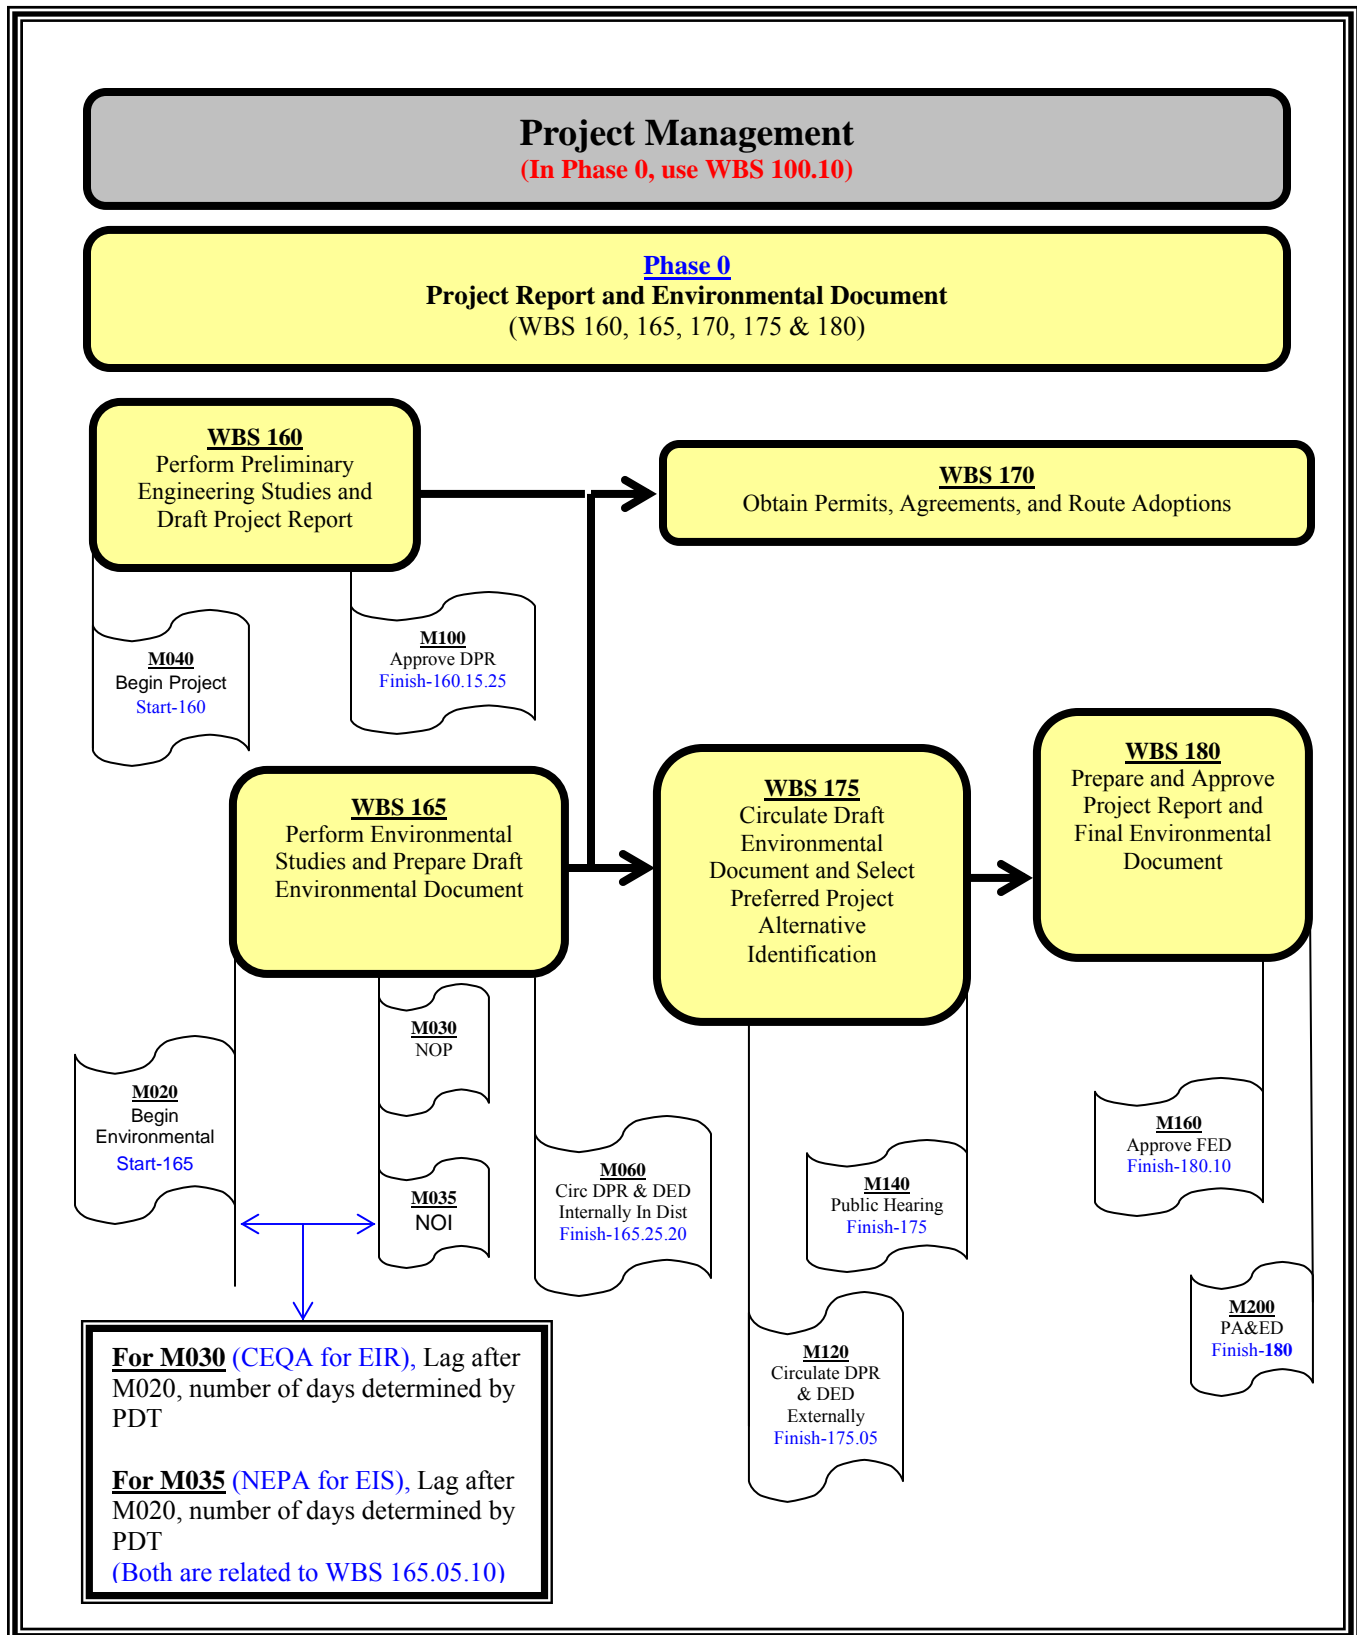 Project Management
(In Phase 0, use WBS 100.10)
Phase 0
Project Report and Environmental Document
(WBS 160, 165, 170, 175 & 180)
WBS 160
Perform Preliminary
Engineering Studies and
Draft Project Report
WBS 170
Obtain Permits, Agreements, and Route Adoptions
M040
Begin Project
Start-160
M100
Approve DPR
Finish-160.15.25
WBS 165
Perform Environmental
Studies and Prepare Draft
Environmental Document
WBS 175
Circulate Draft
Environmental
Document and Select
Preferred Project
Alternative
Identification
WBS 180
Prepare and Approve
Project Report and
Final Environmental
Document
M020
Begin
Environmental
Start-165
M030
NOP
M035
NOI
M060
Circ DPR & DED
Internally In Dist
Finish-165.25.20
M140
Public Hearing
Finish-175
M160
Approve FED
Finish-180.10
M120
Circulate DPR
& DED
Externally
Finish-175.05
M200
PA&ED
Finish-180
For M030 (CEQA for EIR), Lag after
M020, number of days determined by
PDT
For M035 (NEPA for EIS), Lag after
M020, number of days determined by
PDT
(Both are related to WBS 165.05.10)